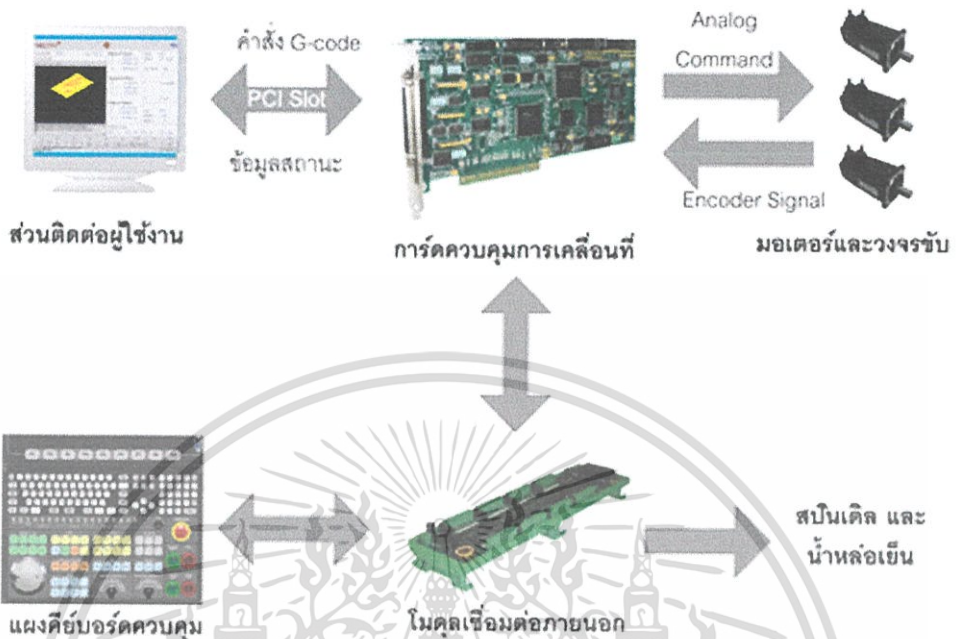 คำสั่ง G-code
PCI Slot
ข้อมูลสถานะ
Analog
Command
Encoder Signal
ส่วนติดต่อผู้ใช้งาน
การ์ดควบคุมการเคลื่อนที่
มอเตอร์และวงจรขับ
สปินเดิล และ
น้ำหล่อเย็น
แผงคีย์บอร์ดควบคุม
โมดูลเชื่อมต่อภายนอก